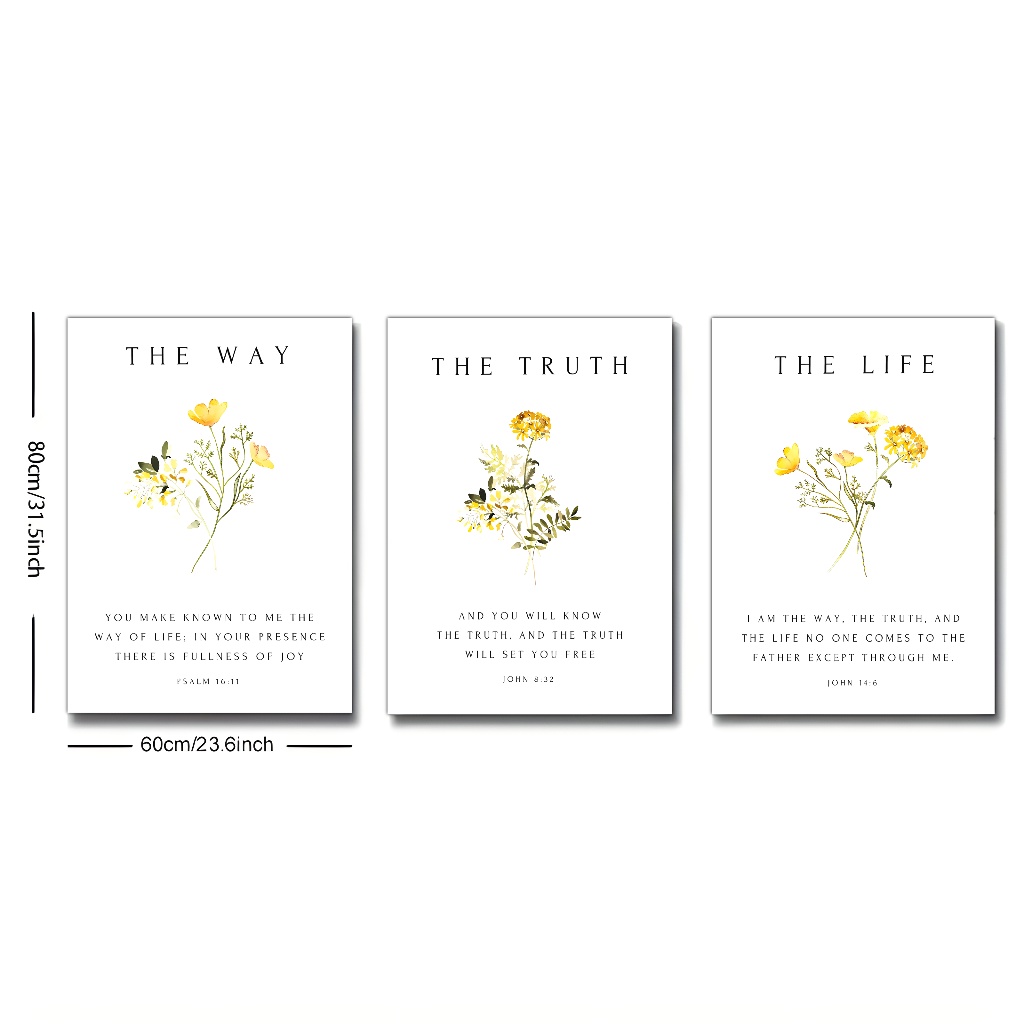 THE WAY
YOU MAKE KNOWN TO ME THE
WAY OF LIFE; IN YOUR PRESENCE
THERE IS FULLNESS OF JOY
PSALM 16:11
THE TRUTH
AND YOU WILL KNOW
THE TRUTH, AND THE TRUTH
WILL SET YOU FREE
JOHN 8:32
THE LIFE
I AM THE WAY, THE TRUTH, AND
THE LIFE NO ONE COMES TO THE
FATHER EXCEPT THROUGH ME.
JOHN 14:6
80cm/31.5inch
60cm/23.6inch